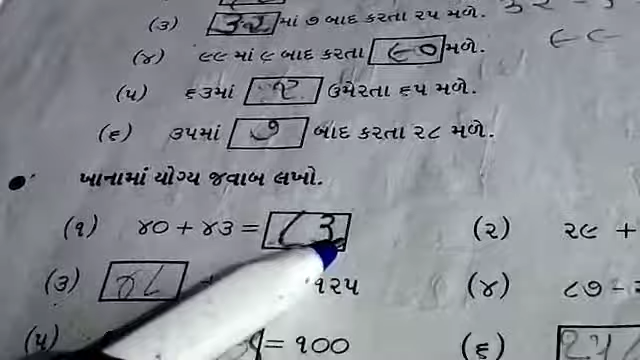 (૩) ૩૨ માં ૭ બાદ કરતા ૨૫ મળે.
(૪) ૯૯ માં ૯ બાદ કરતા ૯૦ મળે.
(૫) ૬૩માં ૨ ઉમેરતા ૬૫ મળે.
(૬) ૩૫માં ૭ બાદ કરતા ૨૮ મળે.
ખાનામાં યોગ્ય જવાબ લખો.
(૧) ૪૦ + ૪૩ = ૮૩ (૨) ૨૯ +
(૩) ૧૨૫ (૪) ૮૭ -
(૫) = ૧૦૦ (૬)